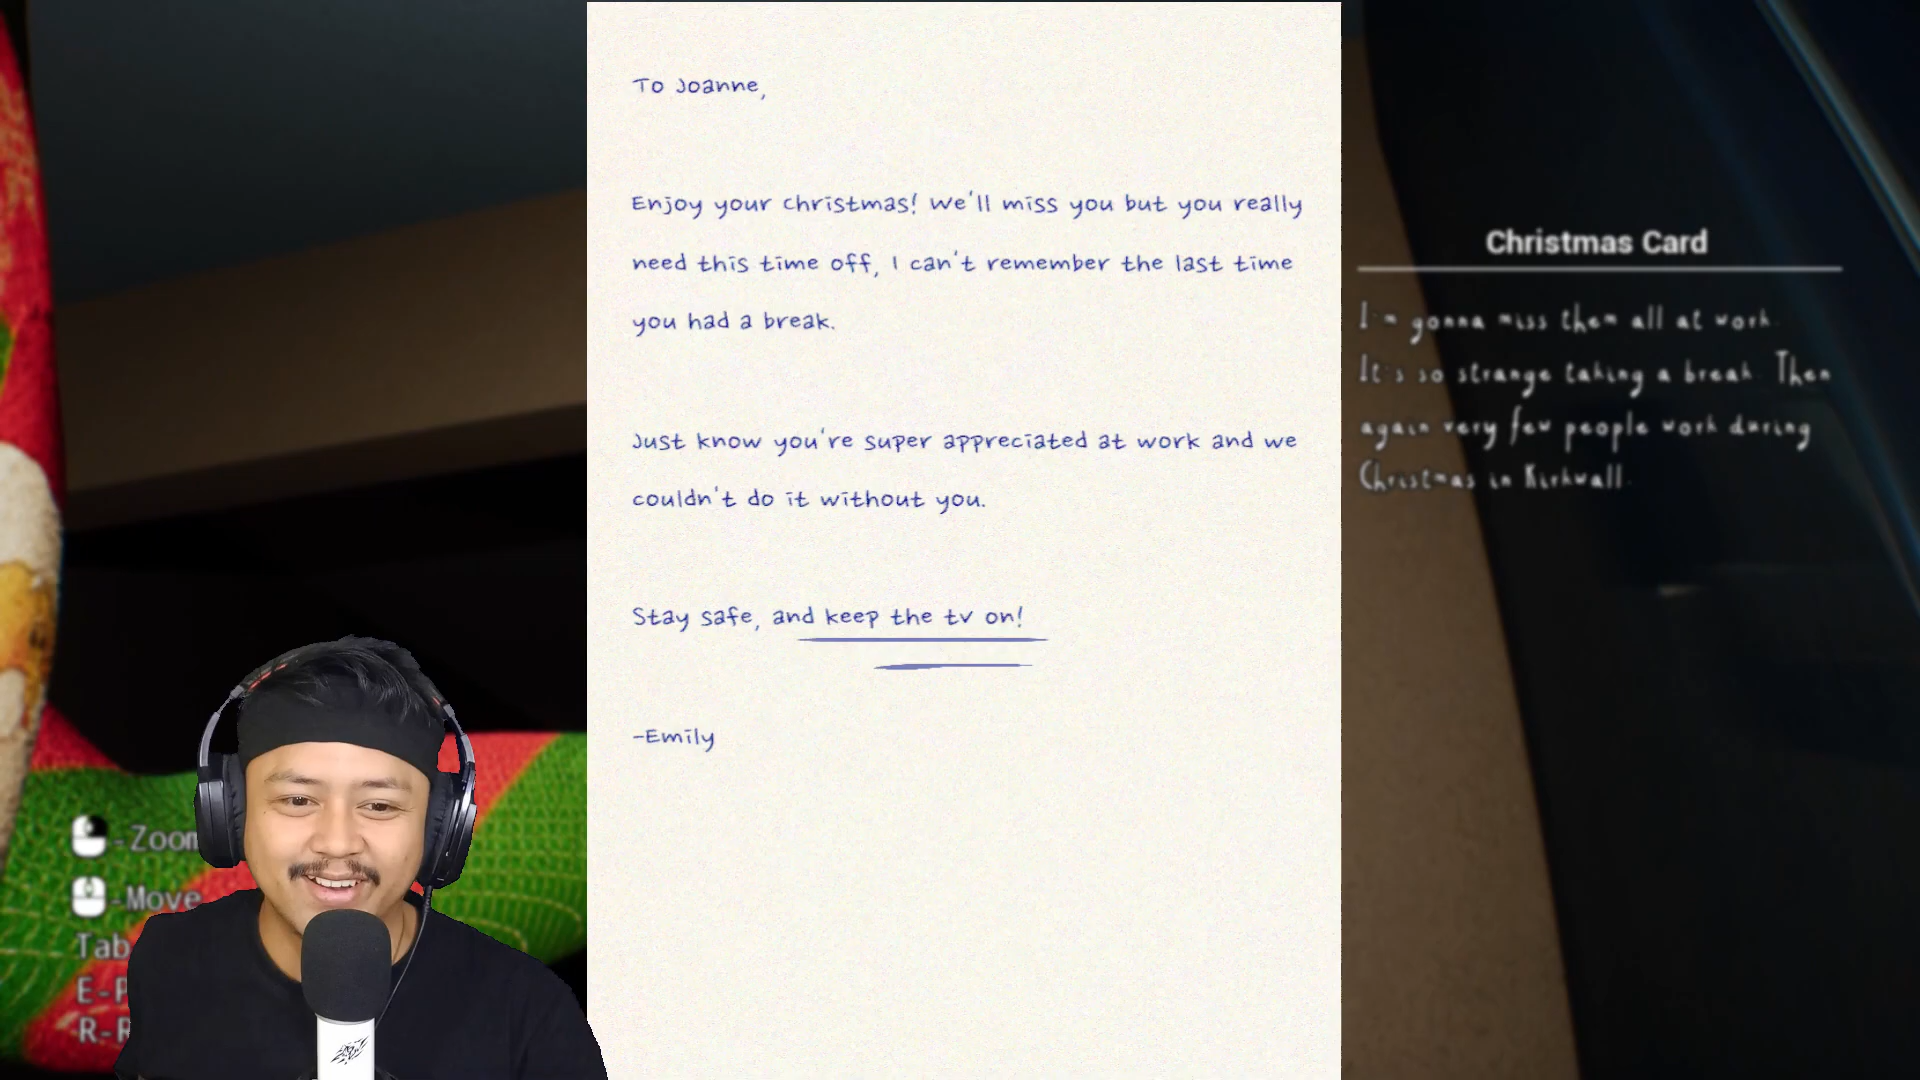 To Joanne,
Enjoy your christmas! we'll miss you but you really
need this time off, I can't remember the last time
you had a break.
Just know you're super appreciated at work and we
couldn't do it without you.
Stay safe, and keep the tv on!
-Emily
Christmas Card
I'm gonna miss them all at work.
It's so strange taking a break. Then
again very few people work during
Christmas in Kirkwall.
-Zoom
-Move
Tab
E-P
R-R